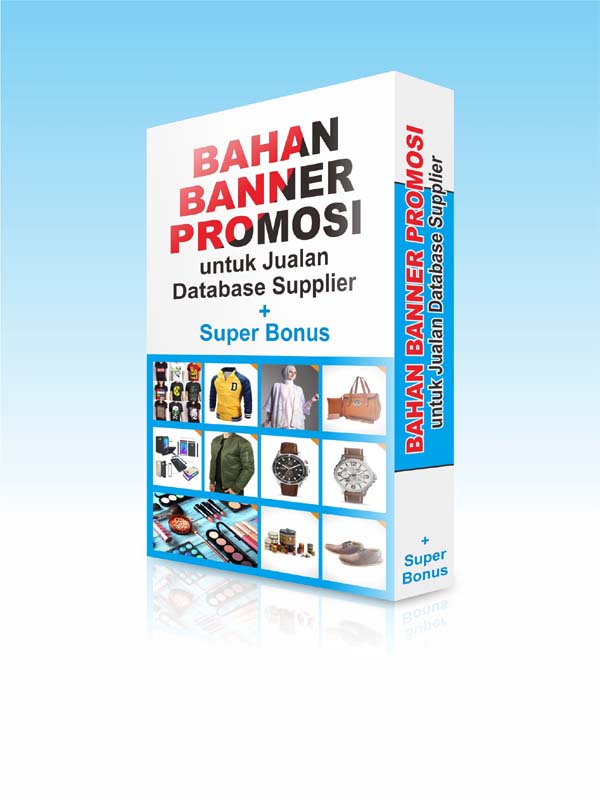 BAHAN
BANNER
PROMOSI
untuk Jualan
Database Supplier
+
Super Bonus
BAHAN BANNER PROMOSI
untuk Jualan Database Supplier
+
Super
Bonus
D